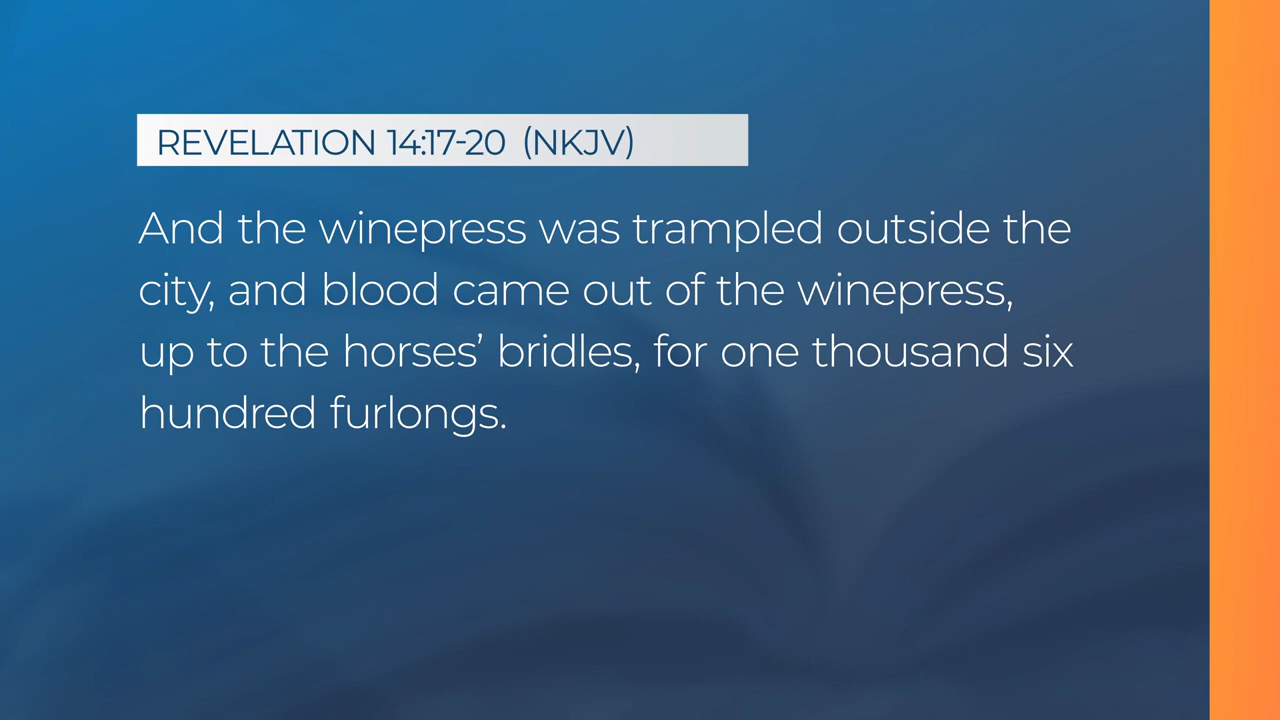 REVELATION 14:17-20 (NKJV)
And the winepress was trampled outside the
city, and blood came out of the winepress,
up to the horses’ bridles, for one thousand six
hundred furlongs.